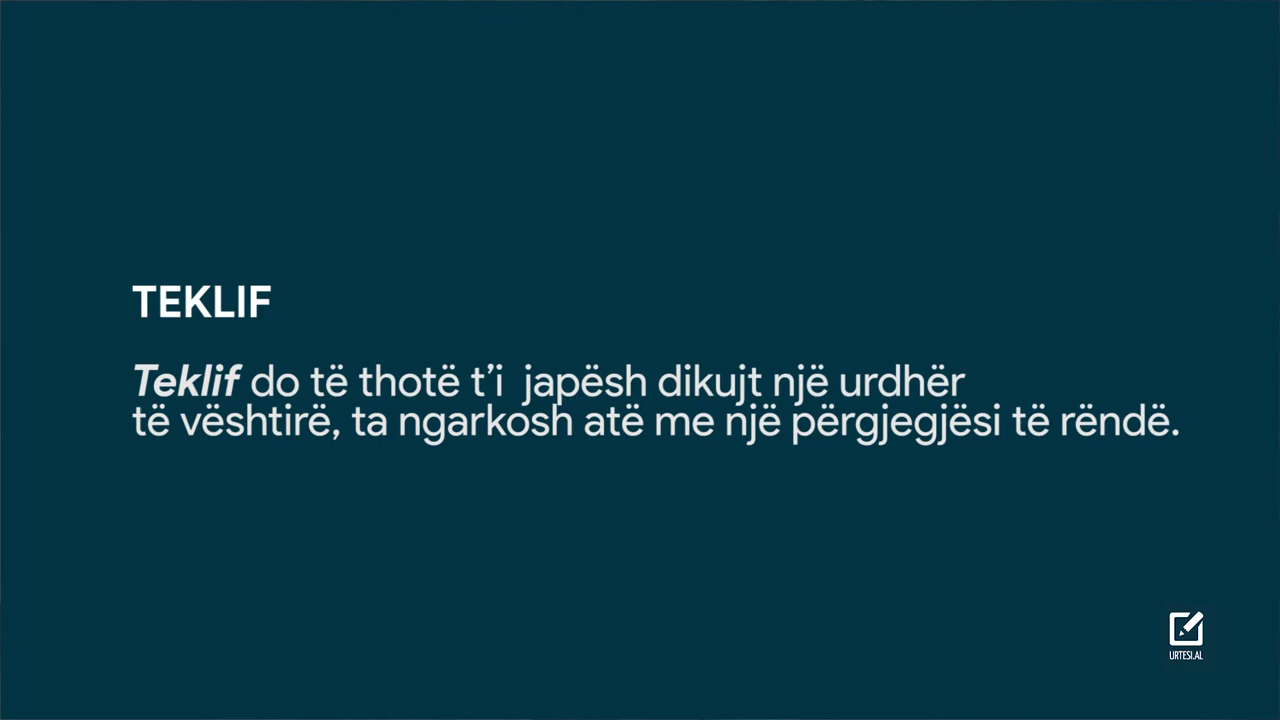 TEKLIF
Teklif do të thotë t’i  japësh dikujt një urdhër
të vështirë, ta ngarkosh atë me një përgjegjësi të rëndë.
URTESI.AL